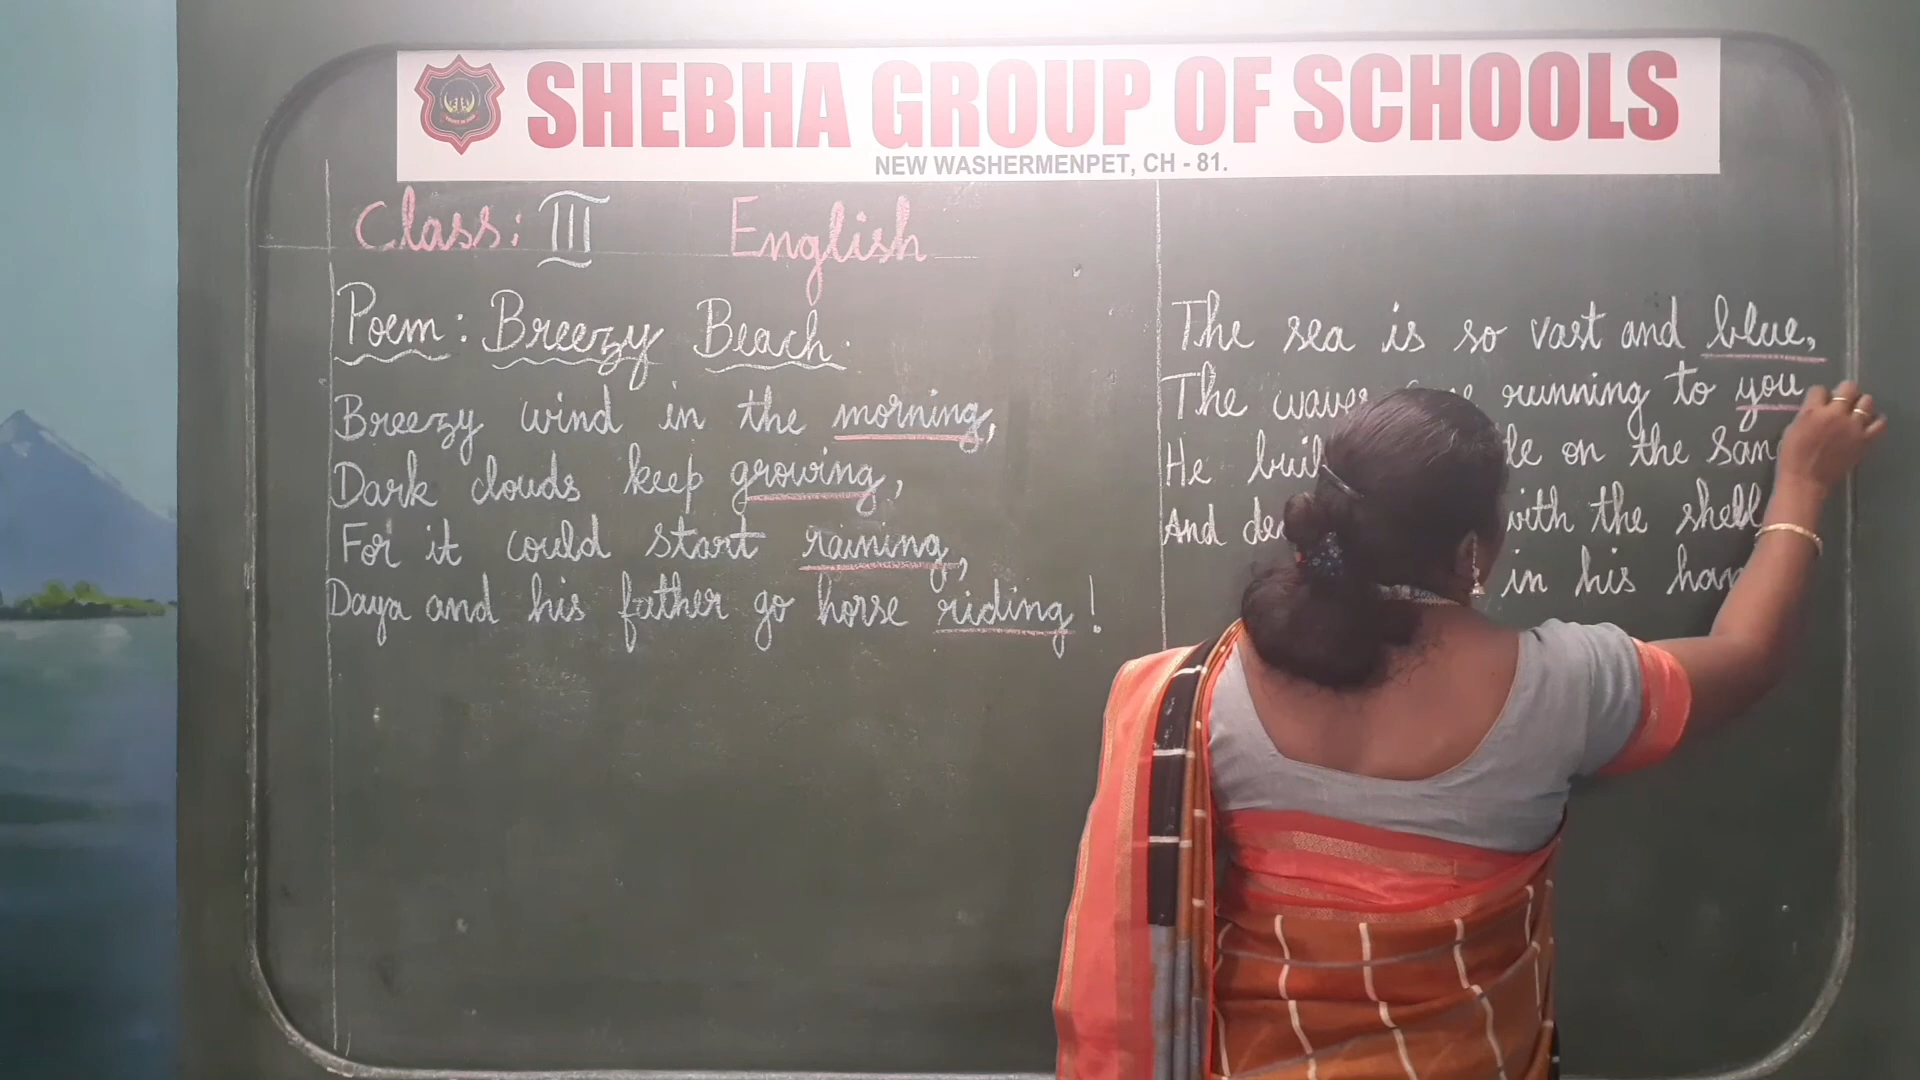 SHEBHA GROUP OF SCHOOLS
NEW WASHERMENPET, CH - 81.
Class: III English
Poem: Breezy Beach.
Breezy wind in the morning,
Dark clouds keep growing,
For it could start raining,
Daya and his father go horse riding!
The sea is so vast and blue,
The waves running to you
He on the
And with the
in his